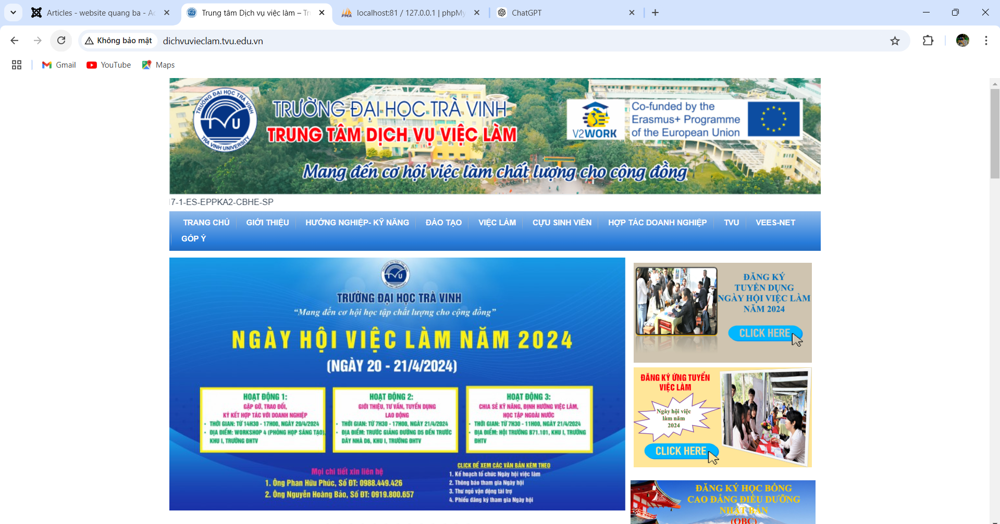 Articles - website quang ba - Ad
Trung tâm Dịch vụ việc làm – Tr
localhost:81 / 127.0.0.1 | phpMy
ChatGPT
Không bảo mật
dichvuvieclam.tvu.edu.vn
Gmail
YouTube
Maps
TRƯỜNG ĐẠI HỌC TRÀ VINH
TRA VINH UNIVERSITY
TVU
TRƯỜNG ĐẠI HỌC TRÀ VINH
TRUNG TÂM DỊCH VỤ VIỆC LÀM
Mang đến cơ hội việc làm chất lượng cho cộng đồng
V2WORK
Co-funded by the
Erasmus+ Programme
of the European Union
7-1-ES-EPPKA2-CBHE-SP
TRANG CHỦ
GIỚI THIỆU
HƯỚNG NGHIỆP- KỸ NĂNG
ĐÀO TẠO
VIỆC LÀM
CỰU SINH VIÊN
HỢP TÁC DOANH NGHIỆP
TVU
VEES-NET
GÓP Ý
TVU
TRƯỜNG ĐẠI HỌC TRÀ VINH
“Mang đến cơ hội học tập chất lượng cho cộng đồng”
NGÀY HỘI VIỆC LÀM NĂM 2024
(NGÀY 20 - 21/4/2024)
HOẠT ĐỘNG 1:
GẶP GỠ, TRAO ĐỔI,
KÝ KẾT HỢP TÁC VỚI DOANH NGHIỆP
• THỜI GIAN: TỪ 14H30 - 17H00, NGÀY 20/4/2024
• ĐỊA ĐIỂM: WORKSHOP 4 (PHÒNG HỌP SÁNG TẠO),
KHU I, TRƯỜNG ĐHTV
HOẠT ĐỘNG 2:
GIỚI THIỆU, TƯ VẤN, TUYỂN DỤNG
LAO ĐỘNG
• THỜI GIAN: TỪ 7H30 - 17H00, NGÀY 21/4/2024
• ĐỊA ĐIỂM: TRƯỚC GIẢNG ĐƯỜNG D5 ĐẾN TRƯỚC
DÃY NHÀ D6, KHU I, TRƯỜNG ĐHTV
HOẠT ĐỘNG 3:
CHIA SẺ KỸ NĂNG, ĐỊNH HƯỚNG VIỆC LÀM,
HỌC TẬP NGOÀI NƯỚC
• THỜI GIAN: TỪ 7H30 - 11H00, NGÀY 21/4/2024
• ĐỊA ĐIỂM: HỘI TRƯỜNG B71.101, KHU I, TRƯỜNG
ĐHTV
Mọi chi tiết xin liên hệ
1. Ông Phan Hữu Phúc, Số ĐT: 0988.449.426
2. Ông Nguyễn Hoàng Bảo, Số ĐT: 0919.800.657
CLICK ĐỂ XEM CÁC VĂN BẢN KÈM THEO
1. Kế hoạch tổ chức Ngày hội việc làm
2. Thông báo tham gia Ngày hội
3. Thư ngỏ vận động tài trợ
4. Phiếu đăng ký tham gia Ngày hội
ĐĂNG KÝ
TUYỂN DỤNG
NGÀY HỘI VIỆC LÀM
NĂM 2024
CLICK HERE
ĐĂNG KÝ ỨNG TUYỂN
VIỆC LÀM
Ngày hội việc
làm năm
2024
CLICK HERE
ĐĂNG KÝ HỌC BỔNG
CAO ĐẲNG ĐIỀU DƯỠNG
NHẬT BẢN
(OBC)